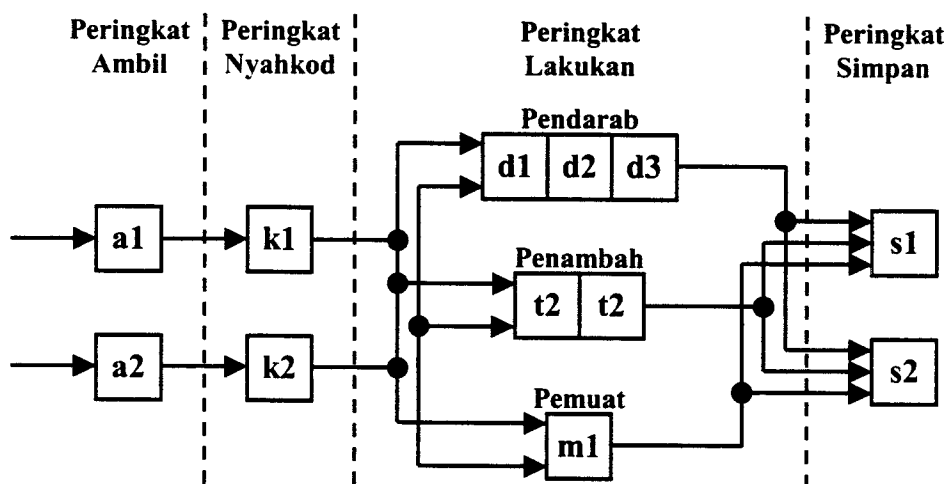 Peringkat Ambil
Peringkat Nyahkod
Peringkat Lakukan
Peringkat Simpan
Pendarab
d1 d2 d3
a1
k1
s1
Penambah
t2 t2
a2
k2
s2
Pemuat
m1